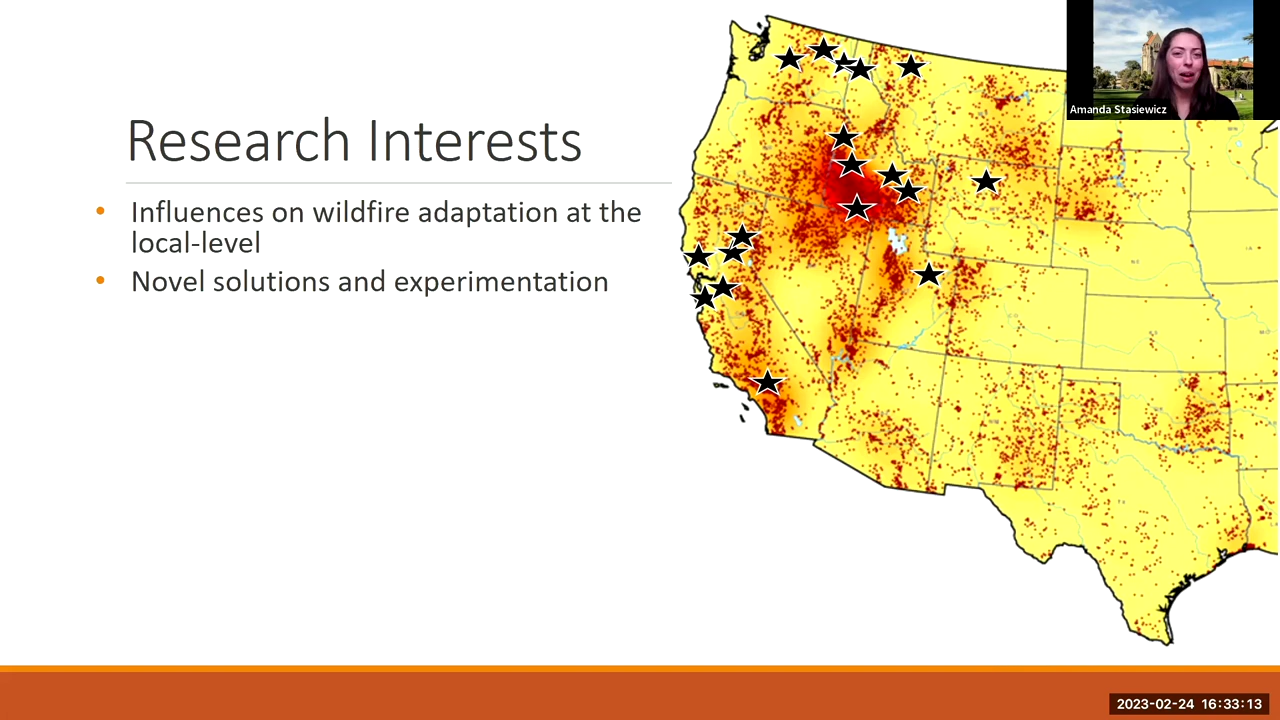 Research Interests
• Influences on wildfire adaptation at the
local-level
• Novel solutions and experimentation
Amanda Stasiewicz
2023-02-24 16:33:13